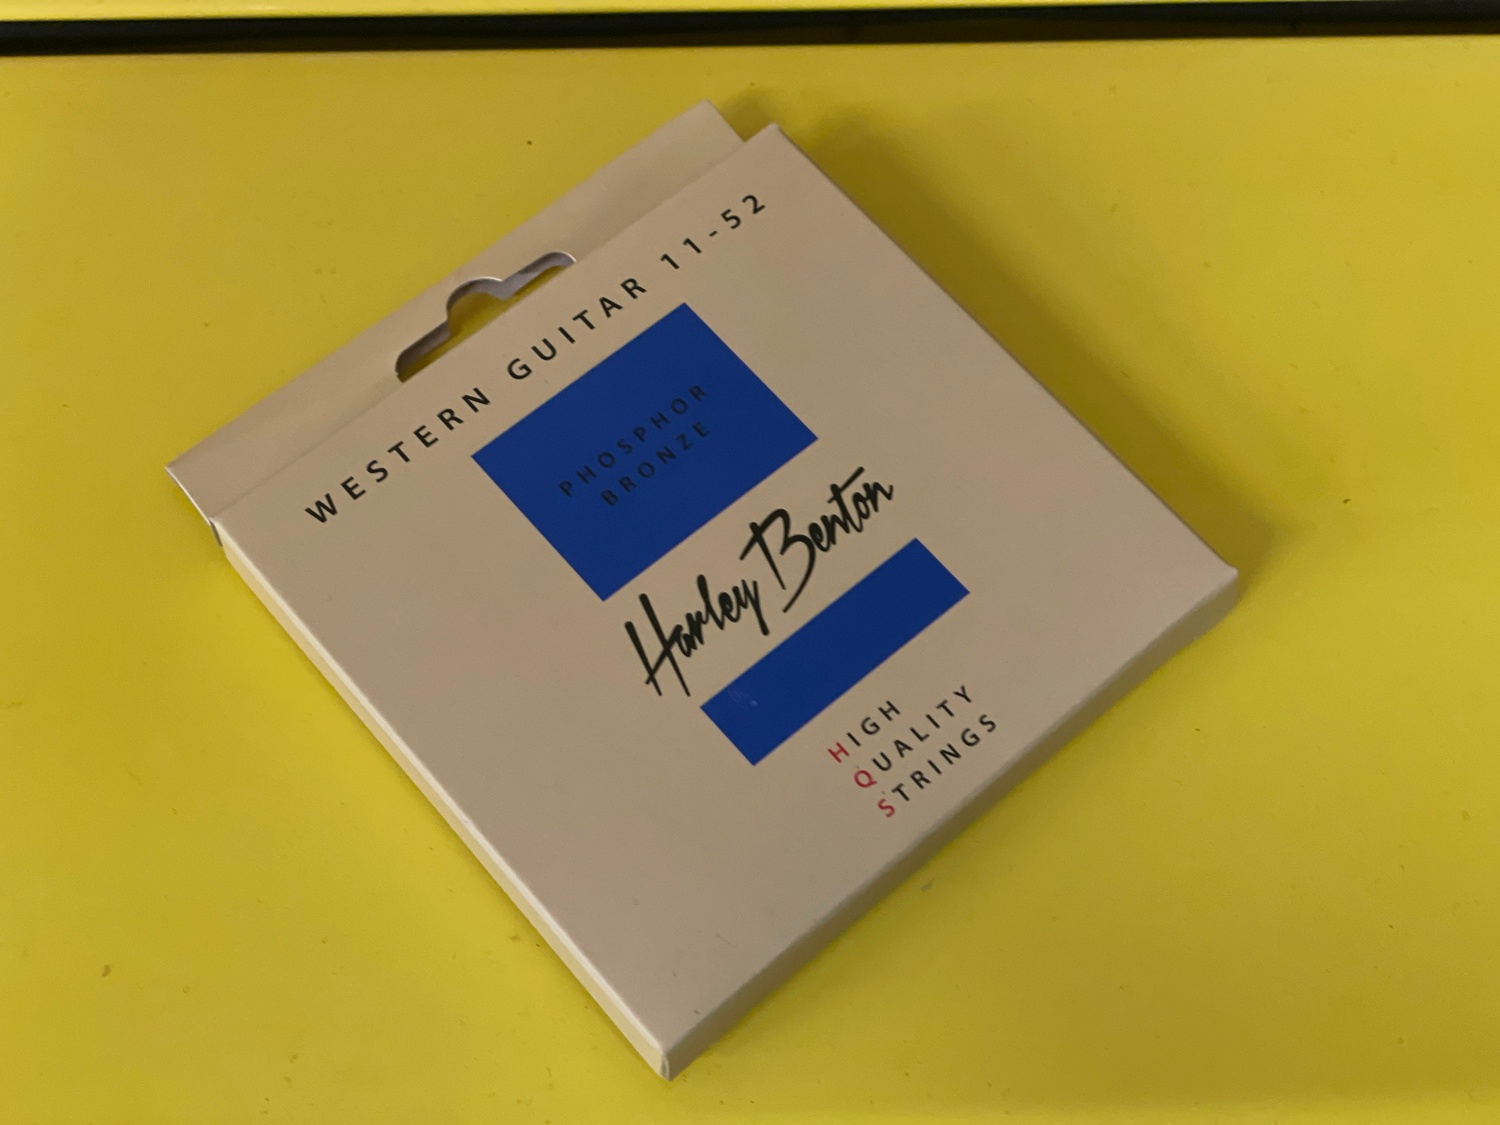 WESTERN GUITAR 11-52
PHOSPHOR
BRONZE
Harley Benton
HIGH
QUALITY
STRINGS